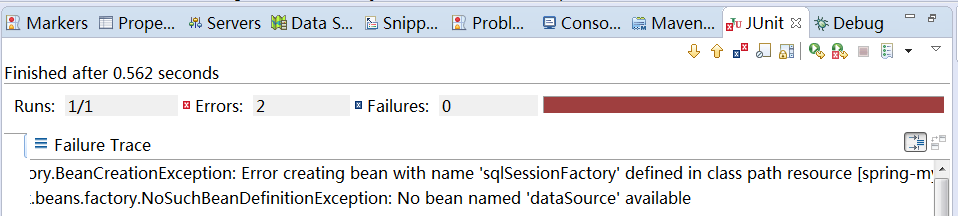 Markers Prope... Servers Data S... Snipp... Probl... Conso... Maven... JUnit Debug
Finished after 0.562 seconds
Runs: 1/1 Errors: 2 Failures: 0
Failure Trace
ory.BeanCreationException: Error creating bean with name 'sqlSessionFactory' defined in class path resource [spring-my
.beans.factory.NoSuchBeanDefinitionException: No bean named 'dataSource' available